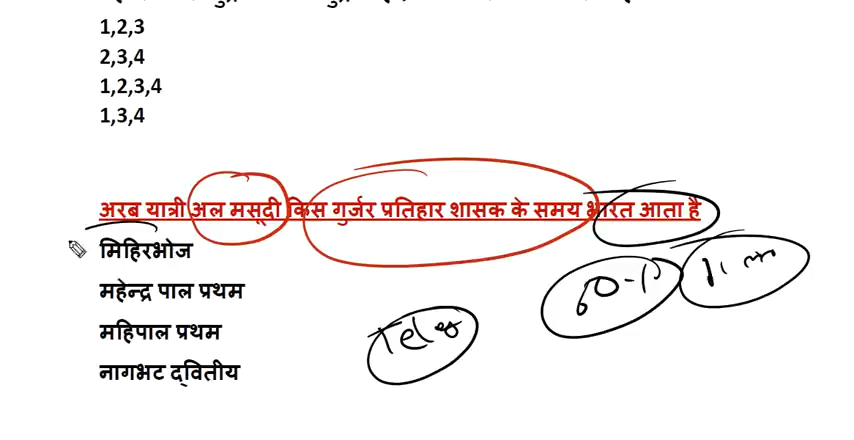 1,2,3
2,3,4
1,2,3,4
1,3,4
अरब यात्री अल मसूदी किस गुर्जर प्रतिहार शासक के समय भारत आता है
मिहिरभोज
महेन्द्र पाल प्रथम
महिपाल प्रथम
नागभट द्वितीय